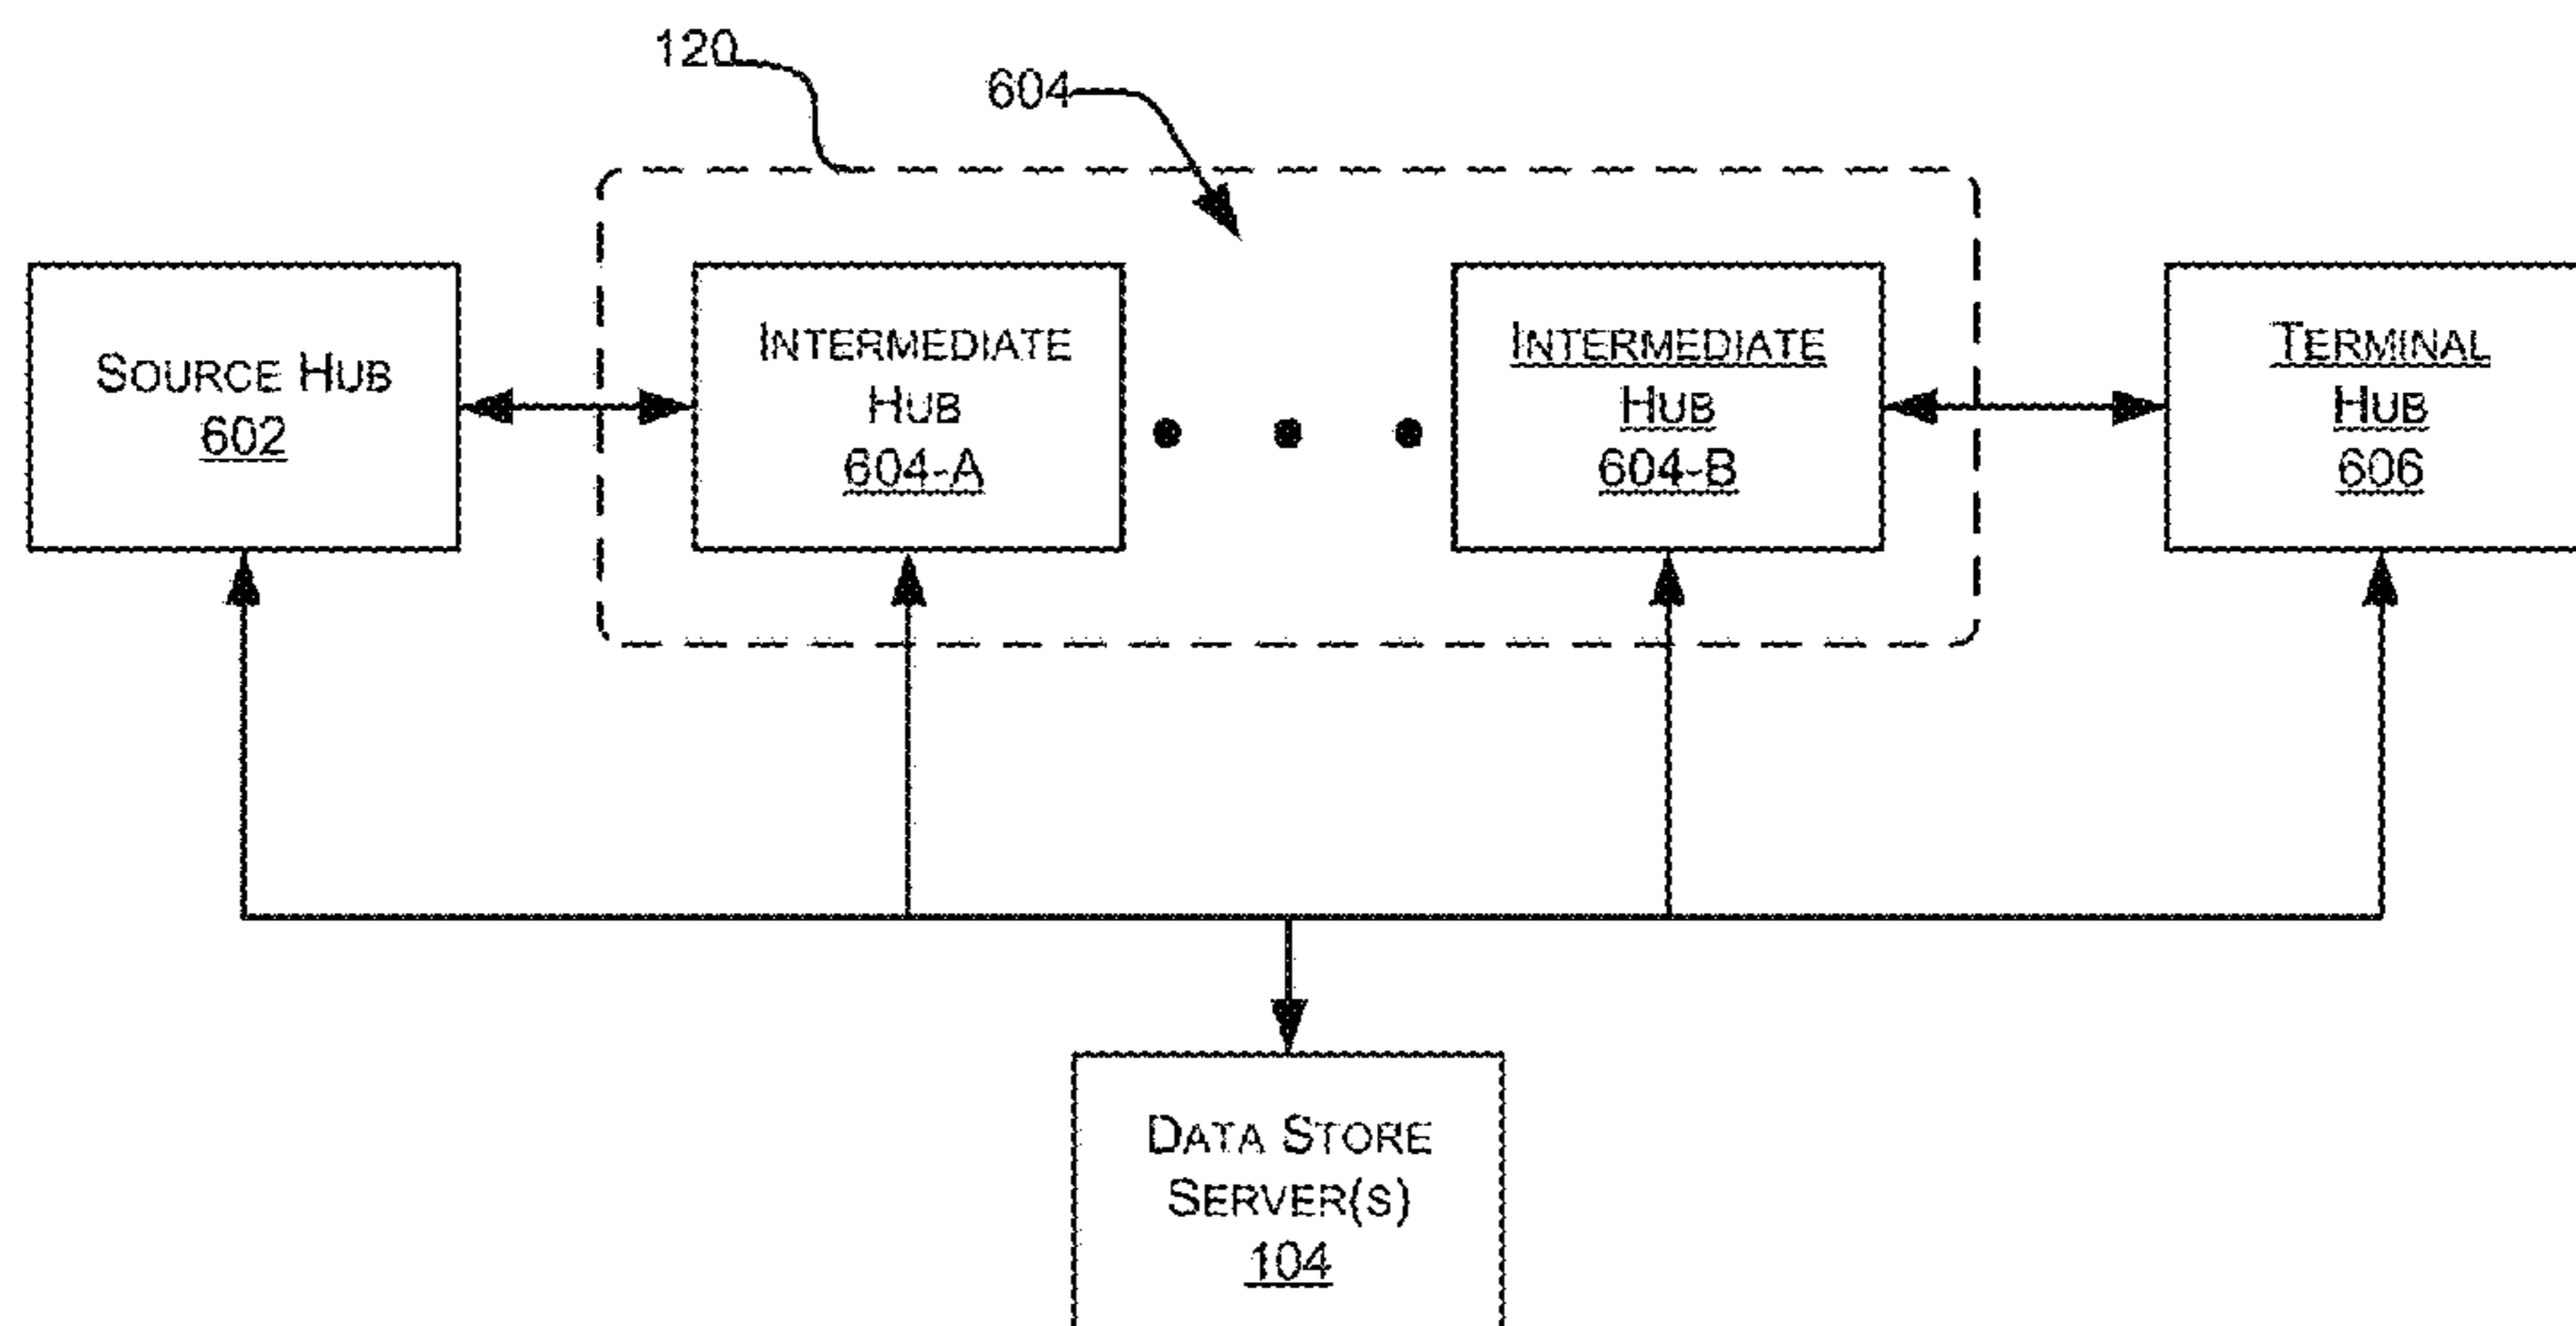 120
604
SOURCE HUB
602
INTERMEDIATE
HUB
604-A
INTERMEDIATE
HUB
604-B
TERMINAL
HUB
606
DATA STORE
SERVER(S)
104